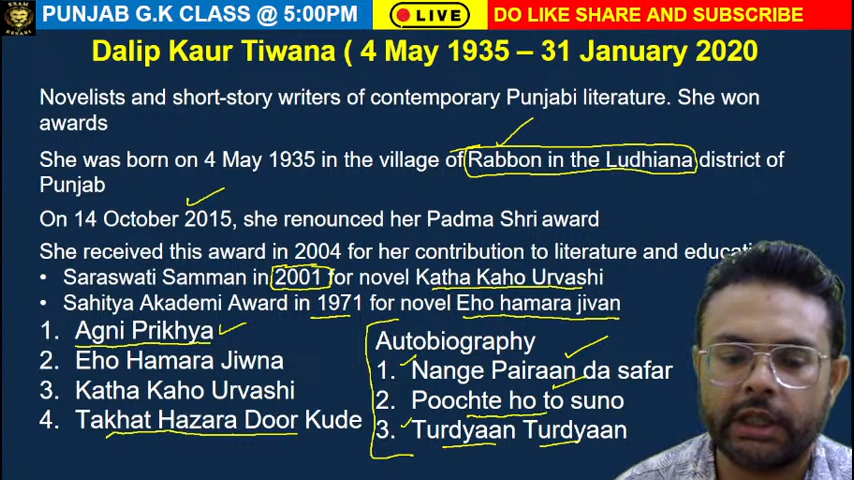 PUNJAB G.K CLASS @ 5:00PM
LIVE
DO LIKE SHARE AND SUBSCRIBE
Dalip Kaur Tiwana ( 4 May 1935 – 31 January 2020
Novelists and short-story writers of contemporary Punjabi literature. She won
awards
She was born on 4 May 1935 in the village of Rabbon in the Ludhiana district of
Punjab
On 14 October 2015, she renounced her Padma Shri award
She received this award in 2004 for her contribution to literature and
• Saraswati Samman in 2001 for novel Katha Kaho Urvashi
• Sahitya Akademi Award in 1971 for novel Eho hamara jivan
1. Agni Prikhya
2. Eho Hamara Jiwna
3. Katha Kaho Urvashi
4. Takhat Hazara Door Kude
Autobiography
1. Nange Pairaan da safar
2. Poochte ho to suno
3. Turdyaan Turdyaan